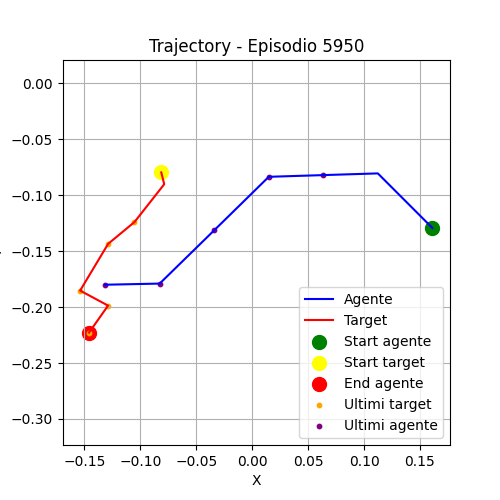 Trajectory - Episodio 5950
0.00
−0.05
−0.10
−0.15
−0.20
−0.25
−0.30
−0.15
−0.10
−0.05
0.00
0.05
0.10
0.15
X
Agente
Target
Start agente
Start target
End agente
Ultimi target
Ultimi agente